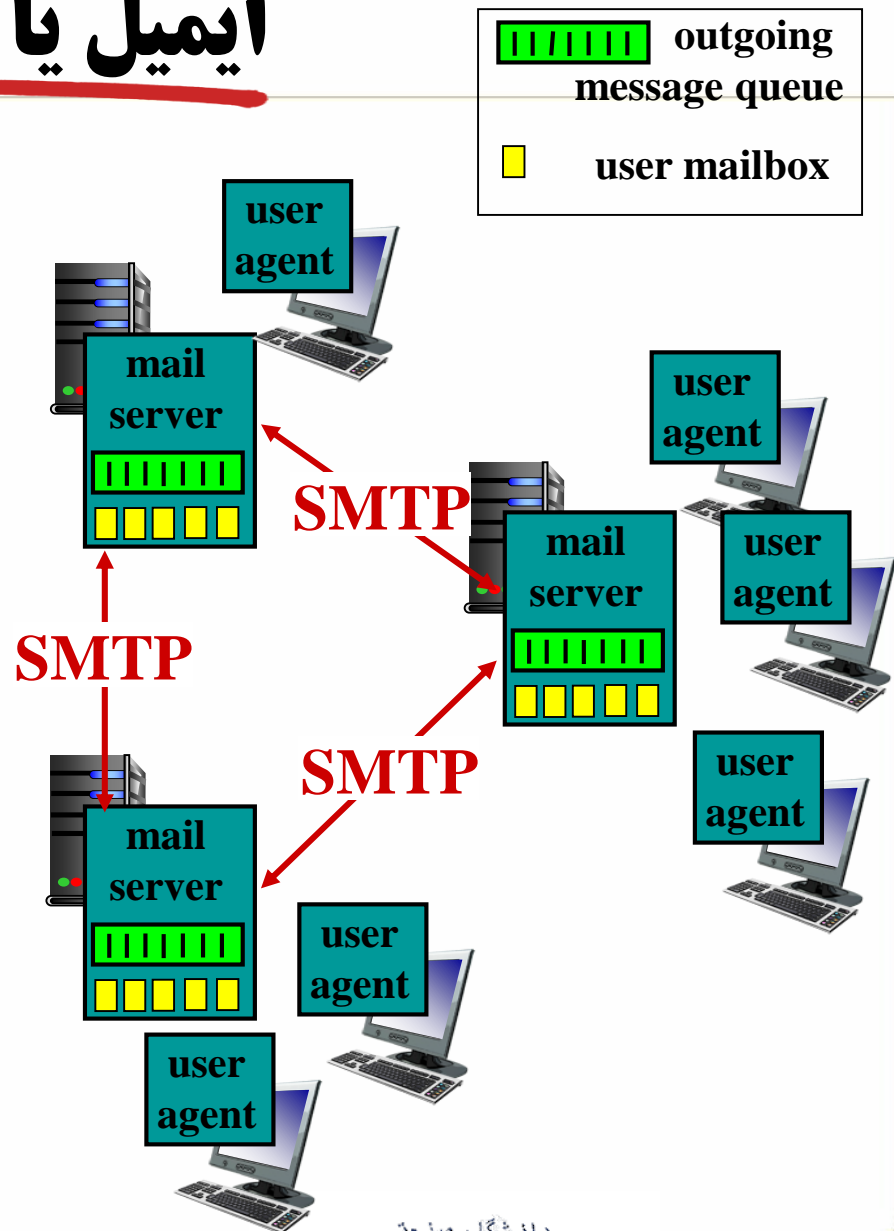 ایمیل یا
outgoing
message queue
user mailbox
user
agent
mail
server
SMTP
user
agent
mail
server
user
agent
SMTP
SMTP
user
agent
mail
server
user
agent
user
agent